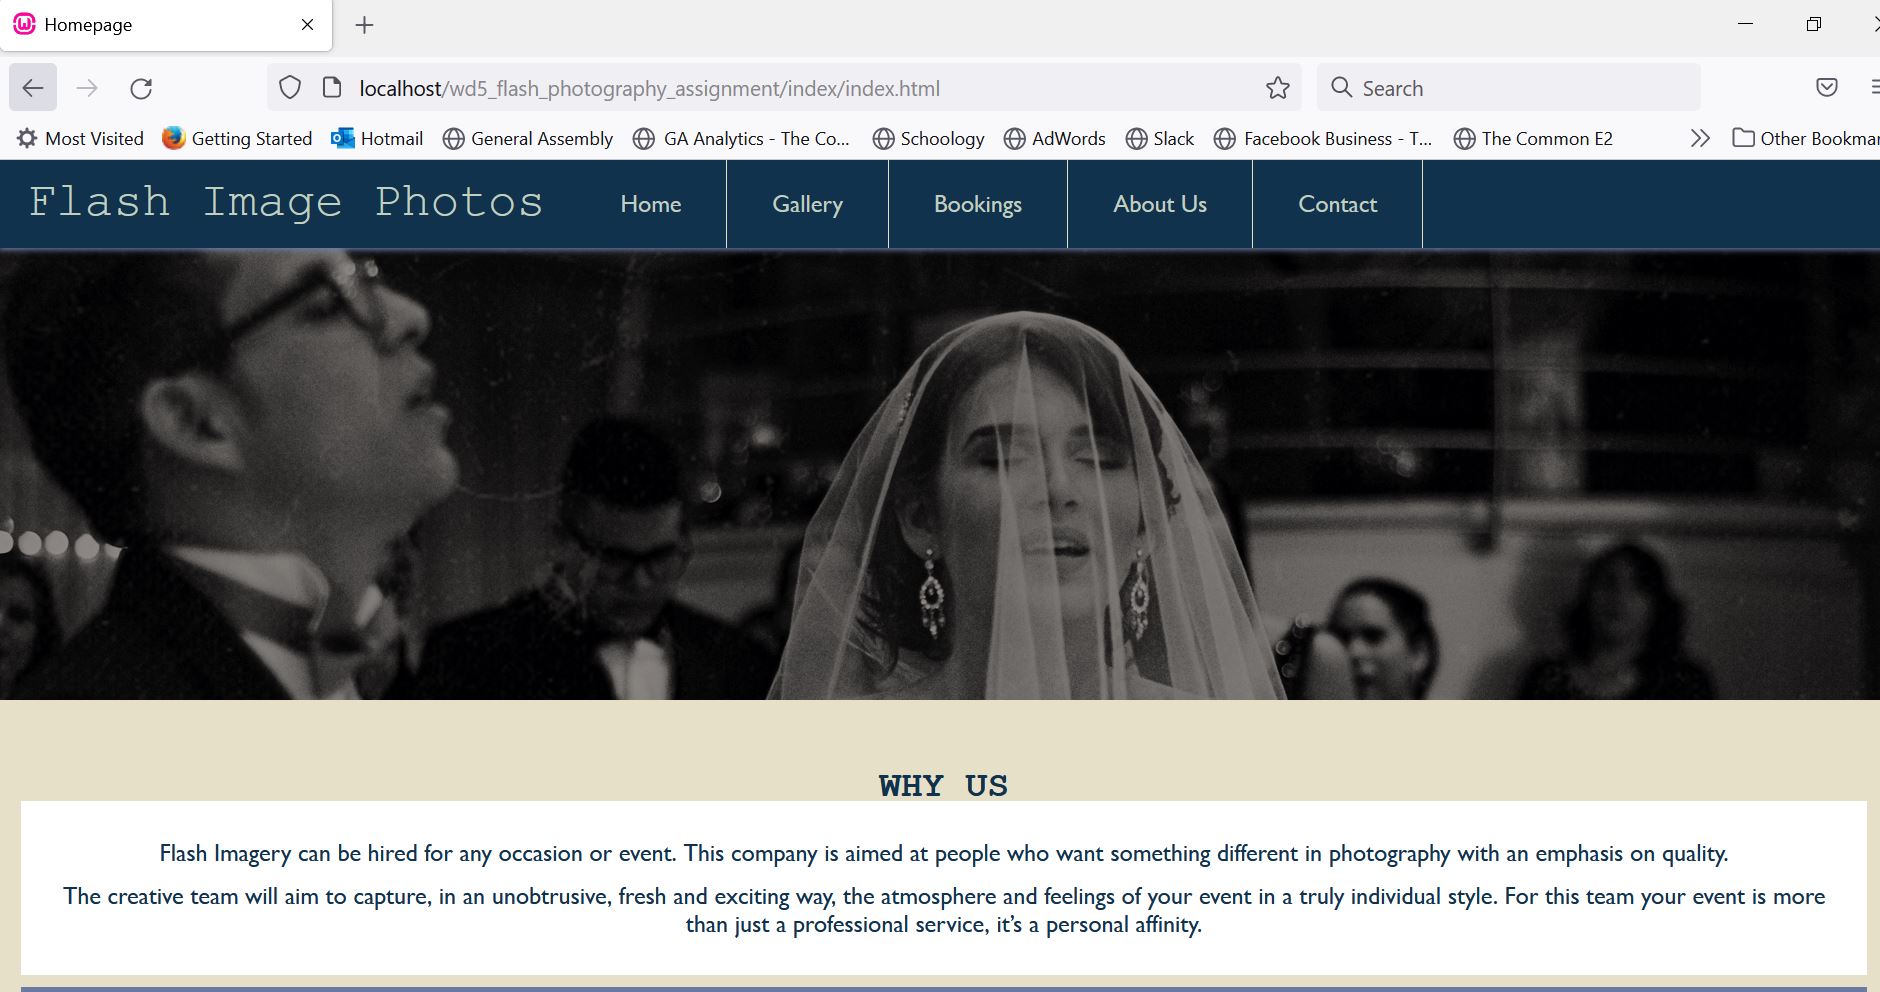 Homepage
localhost/wd5_flash_photography_assignment/index/index.html
Search
Most Visited Getting Started Hotmail General Assembly GA Analytics - The Co... Schoology AdWords Slack Facebook Business - T... The Common E2 Other Bookmar
Flash Image Photos Home Gallery Bookings About Us Contact
WHY US
Flash Imagery can be hired for any occasion or event. This company is aimed at people who want something different in photography with an emphasis on quality.
The creative team will aim to capture, in an unobtrusive, fresh and exciting way, the atmosphere and feelings of your event in a truly individual style. For this team your event is more
than just a professional service, it’s a personal affinity.